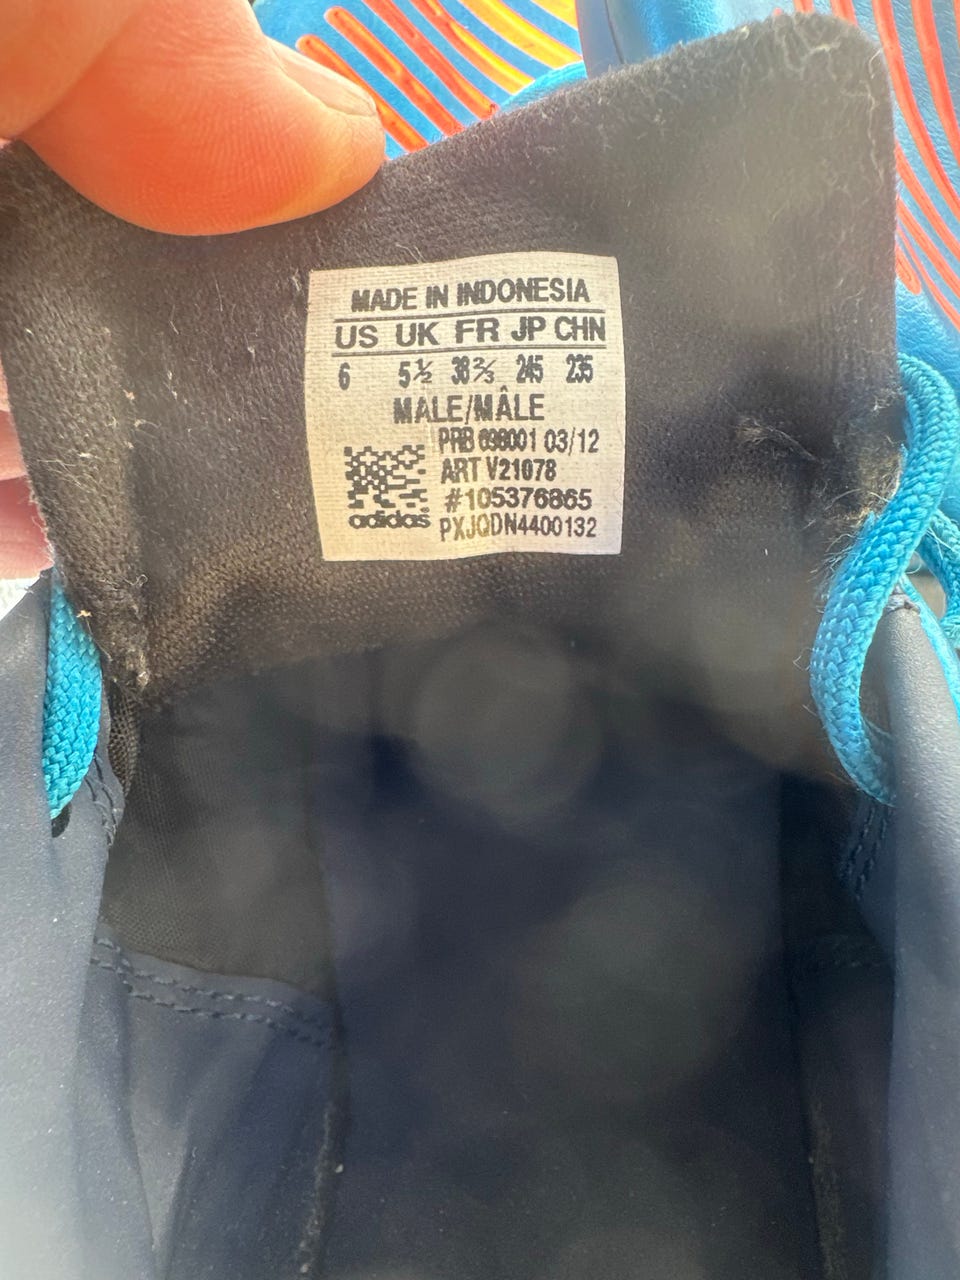 MADE IN INDONESIA
US UK FR JP CHN
6 5½ 38⅔ 245 235
MALE/MÂLE
PRB 698001 03/12
ART V21078
#105376865
adidas®
PXJQDN4400132